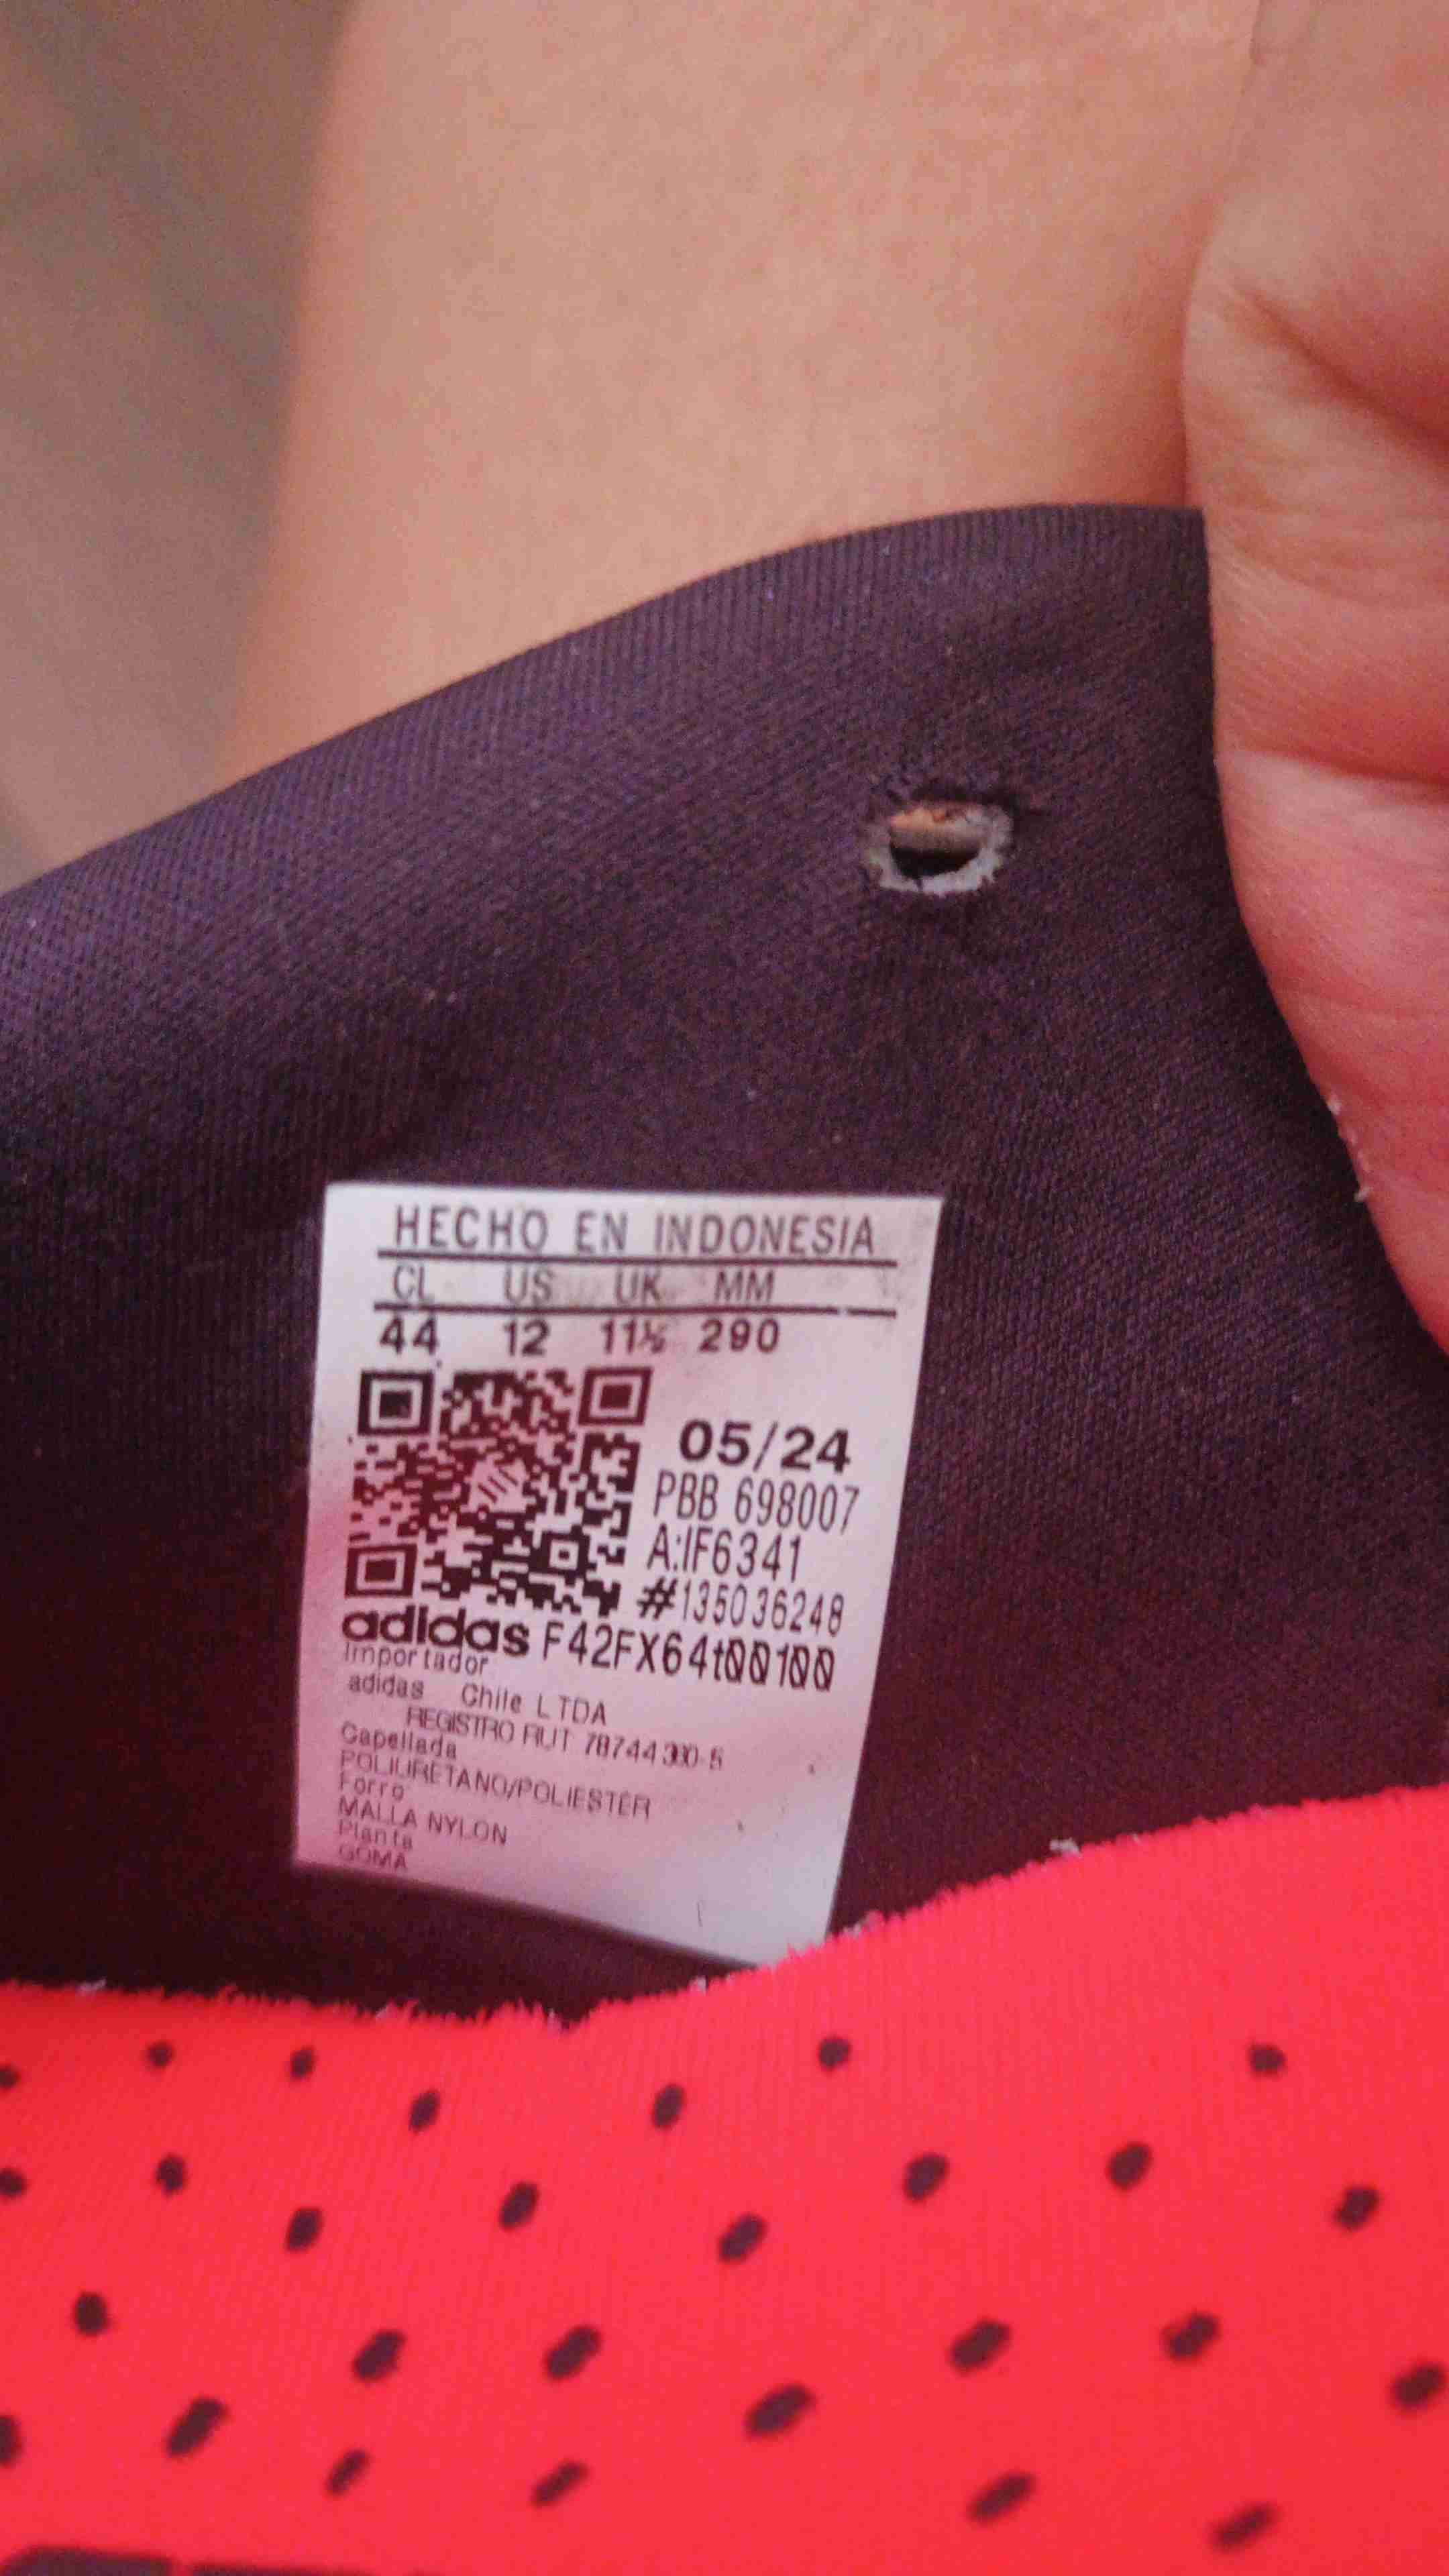 HECHO EN INDONESIA
CL US UK MM
44 12 11½ 290
05/24
PBB 698007
A:IF6341
#135036248
adidas F42FX64t00100
Importador
adidas Chile LTDA
REGISTRO RUT 78744300-5
Capellada
POLIURETANO/POLIESTER
Forro
MALLA NYLON
Planta
GOMA